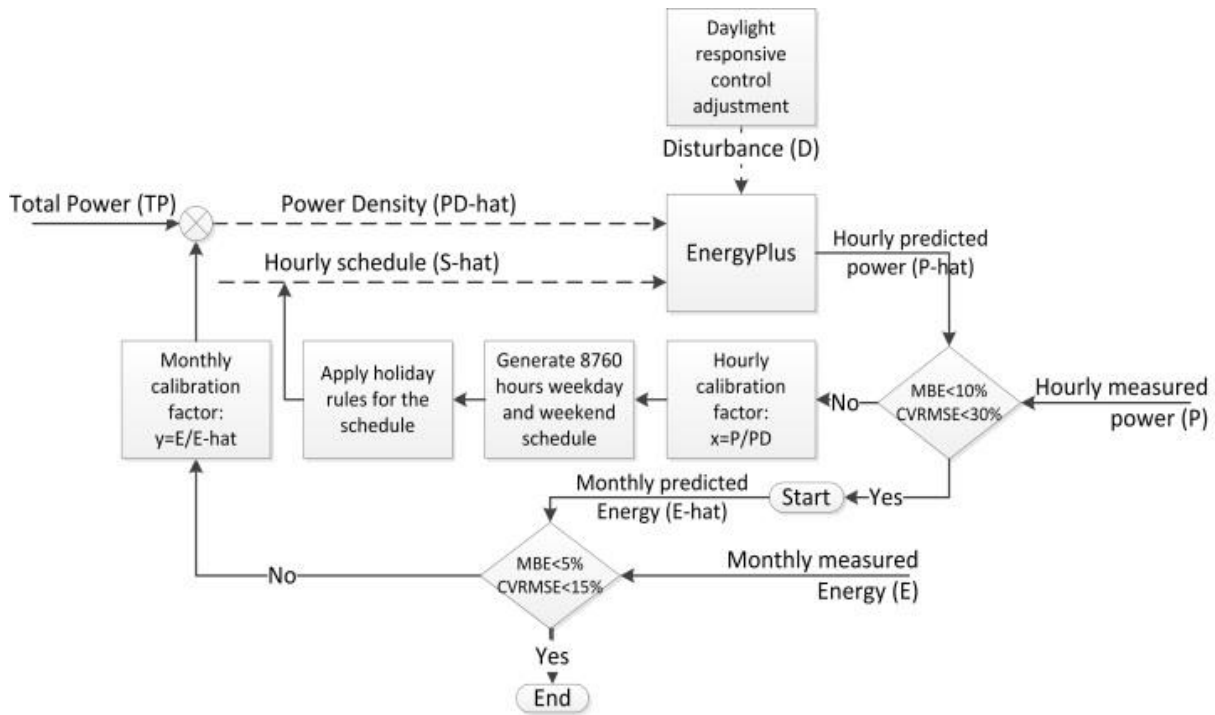 Daylight
responsive
control
adjustment
Disturbance (D)
Total Power (TP)
Power Density (PD-hat)
Hourly schedule (S-hat)
EnergyPlus
Hourly predicted
power (P-hat)
Monthly
calibration
factor:
y=E/E-hat
Apply holiday
rules for the
schedule
Generate 8760
hours weekday
and weekend
schedule
Hourly
calibration
factor:
x=P/PD
No
MBE<10%
CVRMSE<30%
Hourly measured
power (P)
Monthly predicted
Energy (E-hat)
Start
Yes
No
MBE<5%
CVRMSE<15%
Monthly measured
Energy (E)
Yes
End